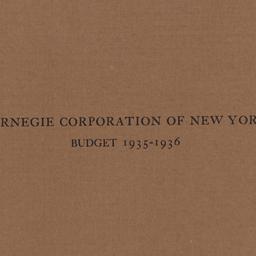 RNEGIE CORPORATION OF NEW YOR
BUDGET 1935-1936